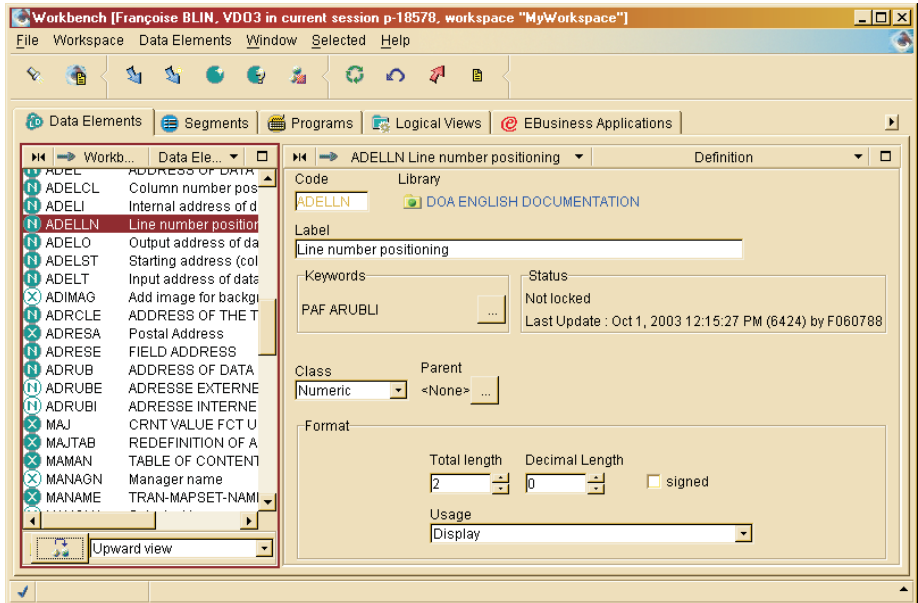 Workbench [Françoise BLIN, VDO3 in current session p-18578, workspace "MyWorkspace"]
File Workspace Data Elements Window Selected Help
Data Elements Segments Programs Logical Views EBusiness Applications
Workb... Data Ele...
ADEL ADDRESS OF DATA
ADELCL Column number pos
ADELI Internal address of d
ADELLN Line number position
ADELO Output address of da
ADELST Starting address (col
ADELT Input address of data
ADIMAG Add image for backgr
ADRCLE ADDRESS OF THE T
ADRESA Postal Address
ADRESE FIELD ADDRESS
ADRUB ADDRESS OF DATA
ADRUBE ADRESSE EXTERNE
ADRUBI ADRESSE INTERNE
MAJ CRNT VALUE FCT U
MAJTAB REDEFINITION OF A
MAMAN TABLE OF CONTENT
MANAGN Manager name
MANAME TRAN-MAPSET-NAME
Upward view
ADELLN Line number positioning Definition
Code Library
ADELLN DOA ENGLISH DOCUMENTATION
Label
Line number positioning
Keywords
PAF ARUBLI ...
Status
Not locked
Last Update : Oct 1, 2003 12:15:27 PM (6424) by F060788
Class Parent
Numeric <None> ...
Format
Total length Decimal Length
2 0 signed
Usage
Display